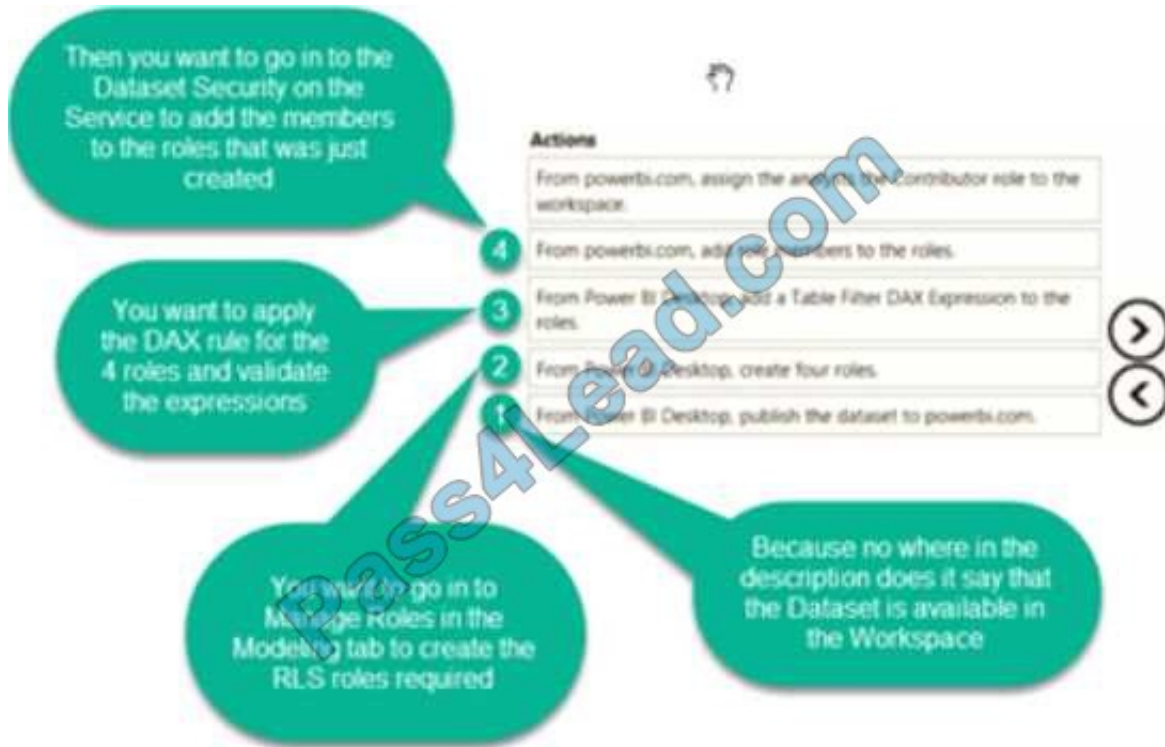 Then you want to go in to the
Dataset Security on the
Service to add the members
to the roles that was just
created
Actions
From powerbi.com, assign the analysts the Contributor role to the
workspace.
4
From powerbi.com, add role members to the roles.
You want to apply
the DAX rule for the
4 roles and validate
the expressions
3
From Power BI Desktop, add a Table Filter DAX Expression to the
roles.
2
From Power BI Desktop, create four roles.
1
From Power BI Desktop, publish the dataset to powerbi.com.
You want to go in to
Manage Roles in the
Modeling tab to create the
RLS roles required
Because no where in the
description does it say that
the Dataset is available in
the Workspace
Pass4Lead.com